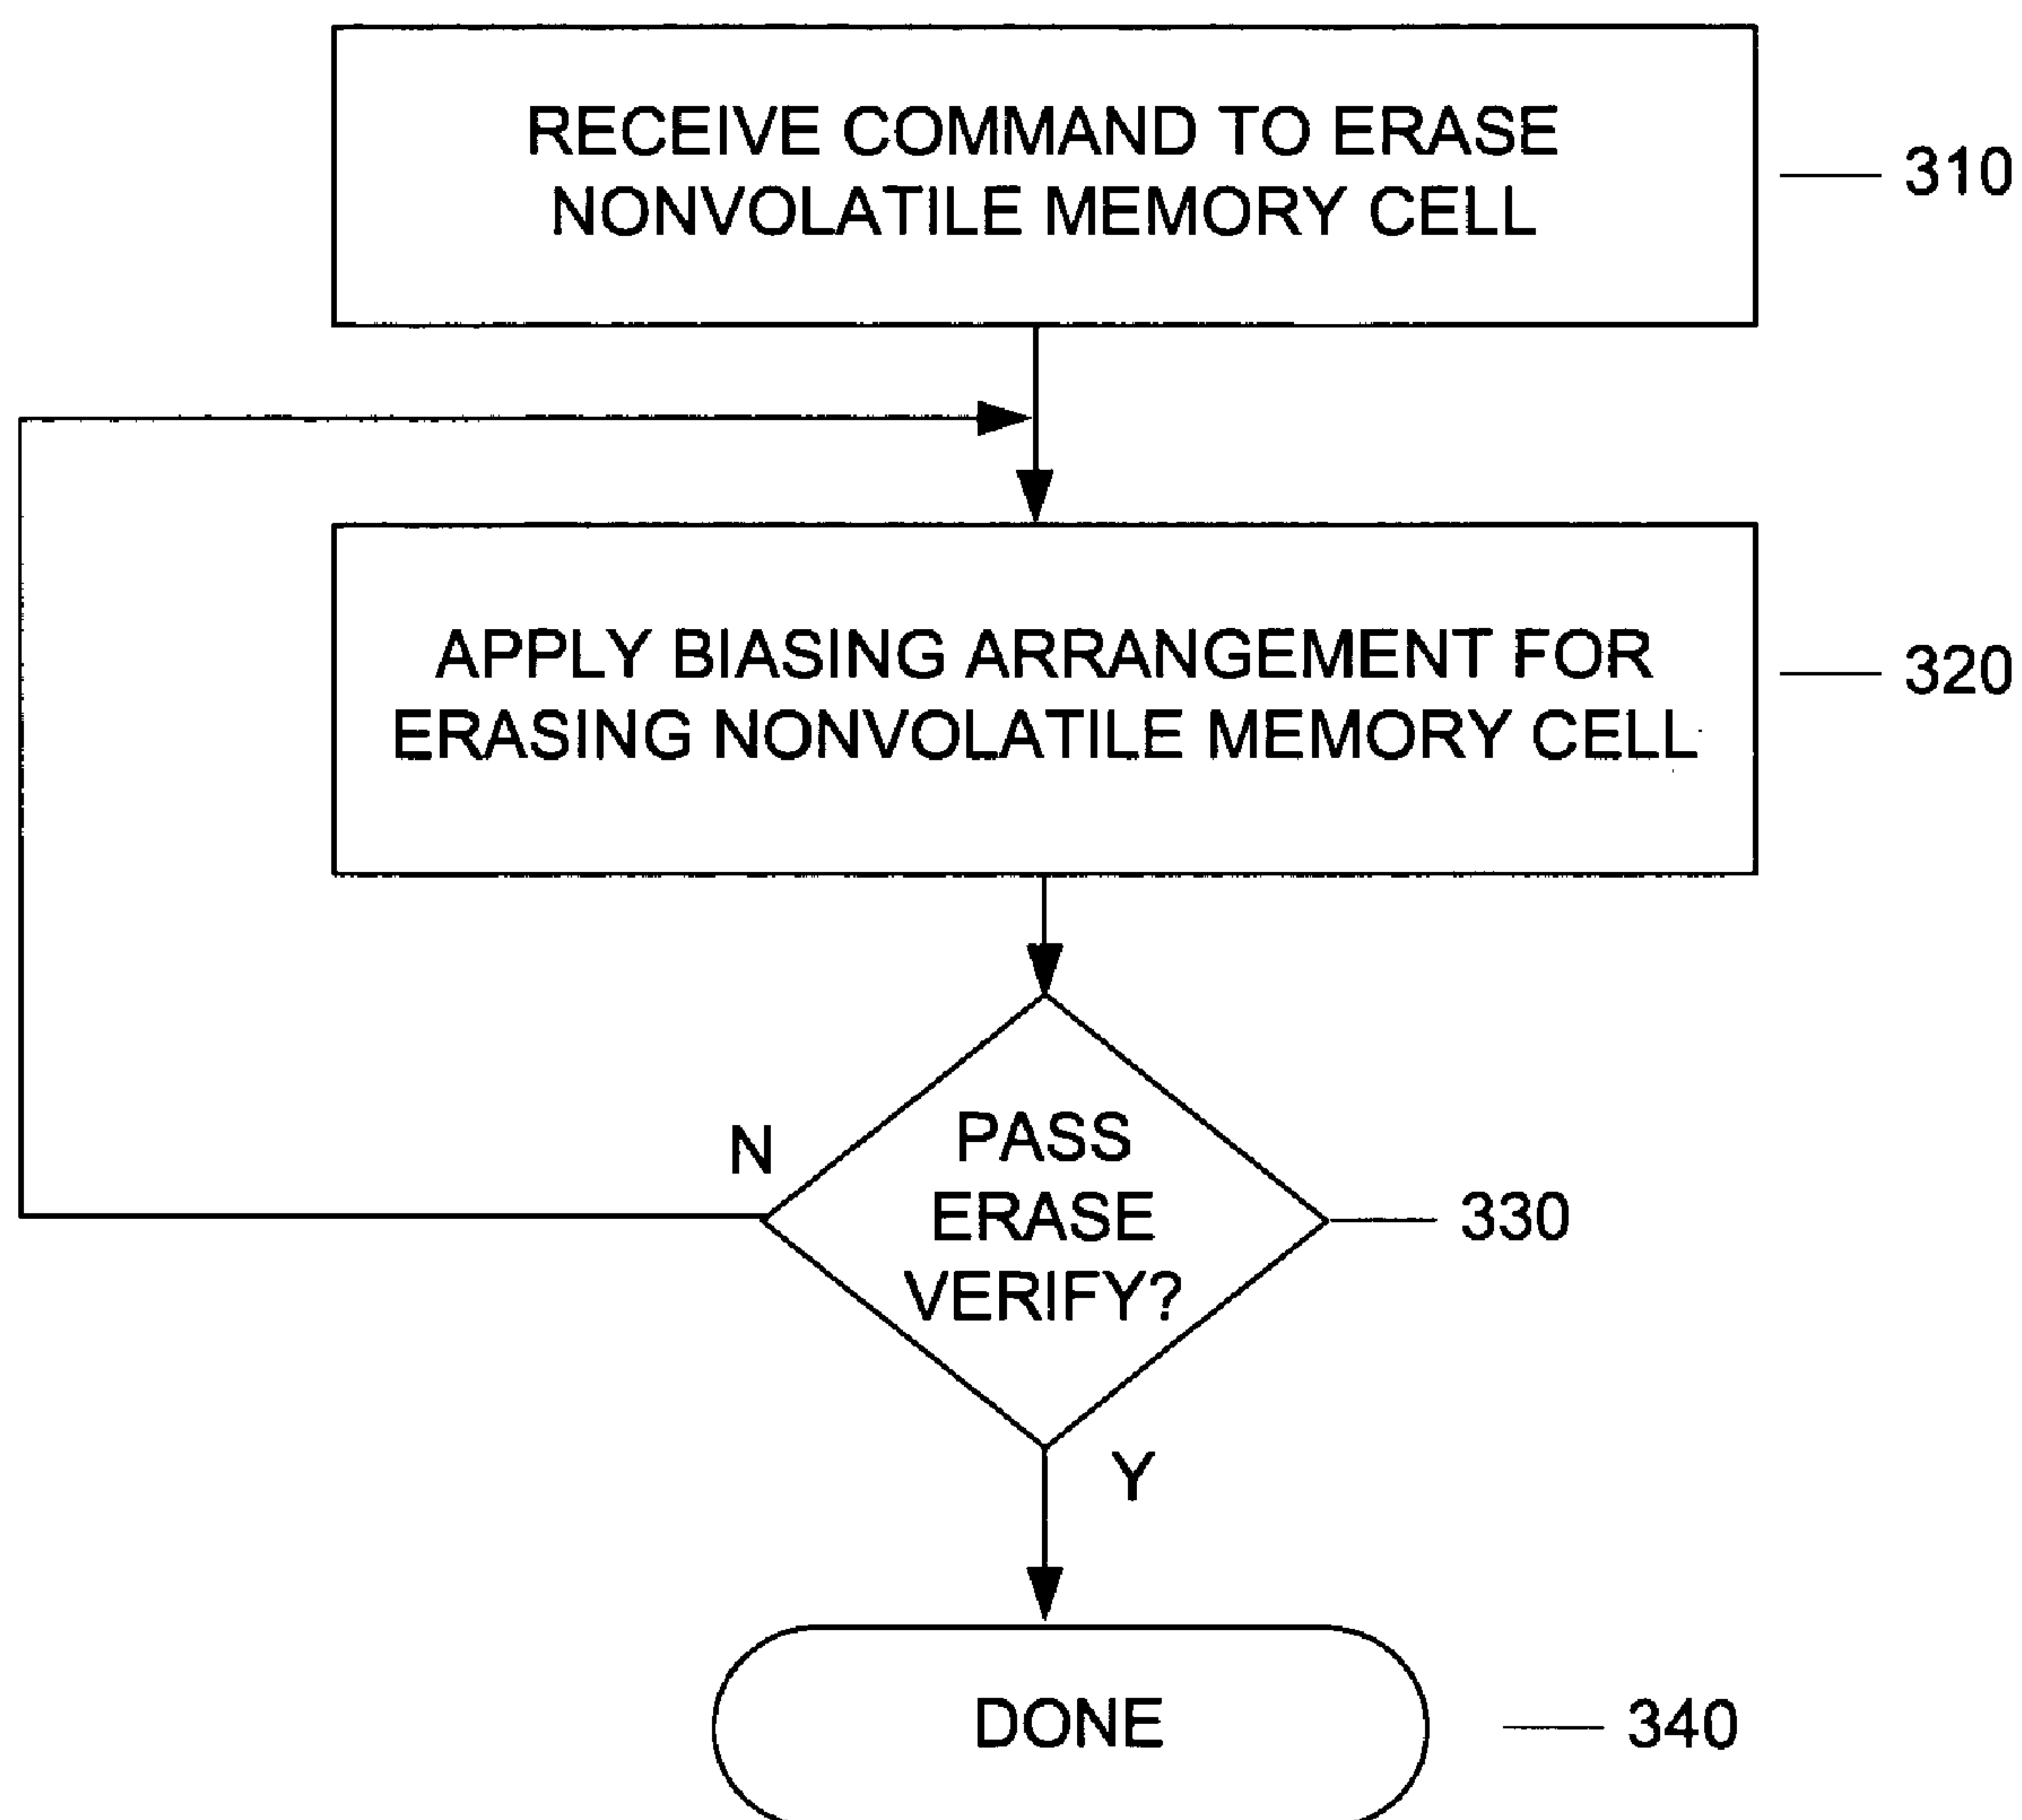 RECEIVE COMMAND TO ERASE
NONVOLATILE MEMORY CELL
310
APPLY BIASING ARRANGEMENT FOR
ERASING NONVOLATILE MEMORY CELL
320
N
PASS
ERASE
VERIFY?
330
Y
DONE
340